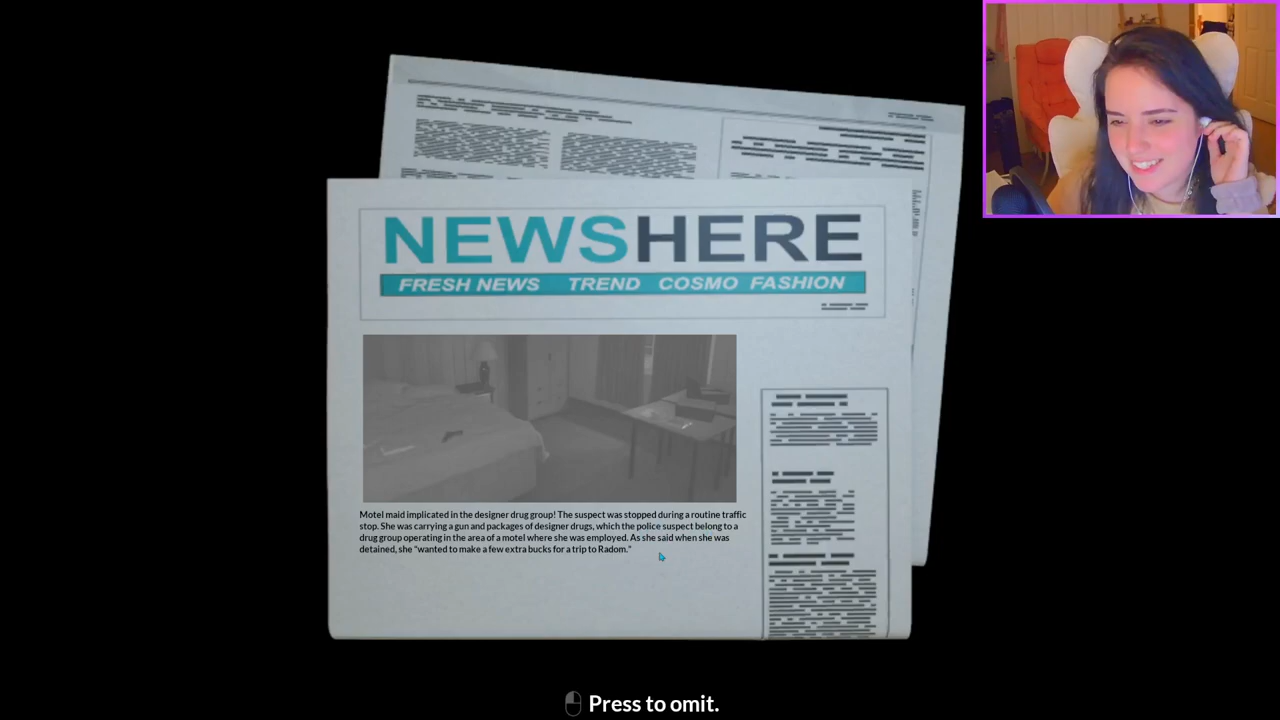 NEWSHERE
FRESH NEWS TREND COSMO FASHION
Motel maid implicated in the designer drug group! The suspect was stopped during a routine traffic
stop. She was carrying a gun and packages of designer drugs, which the police suspect belong to a
drug group operating in the area of a motel where she was employed. As she said when she was
detained, she "wanted to make a few extra bucks for a trip to Radom."
Press to omit.